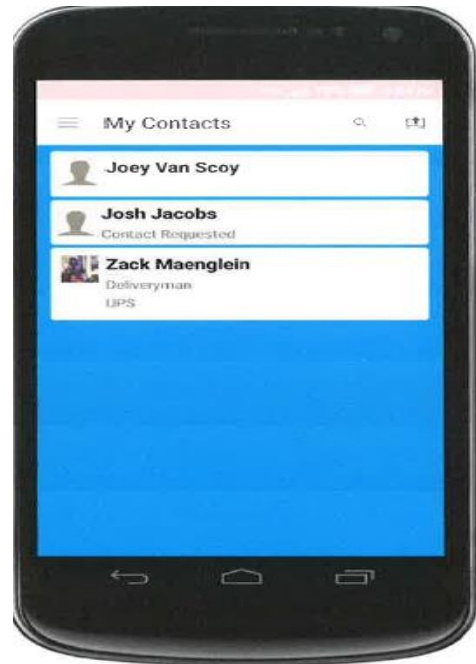 My Contacts
Joey Van Scoy
Josh Jacobs
Contact Requested
Zack Maenglein
Deliveryman
UPS